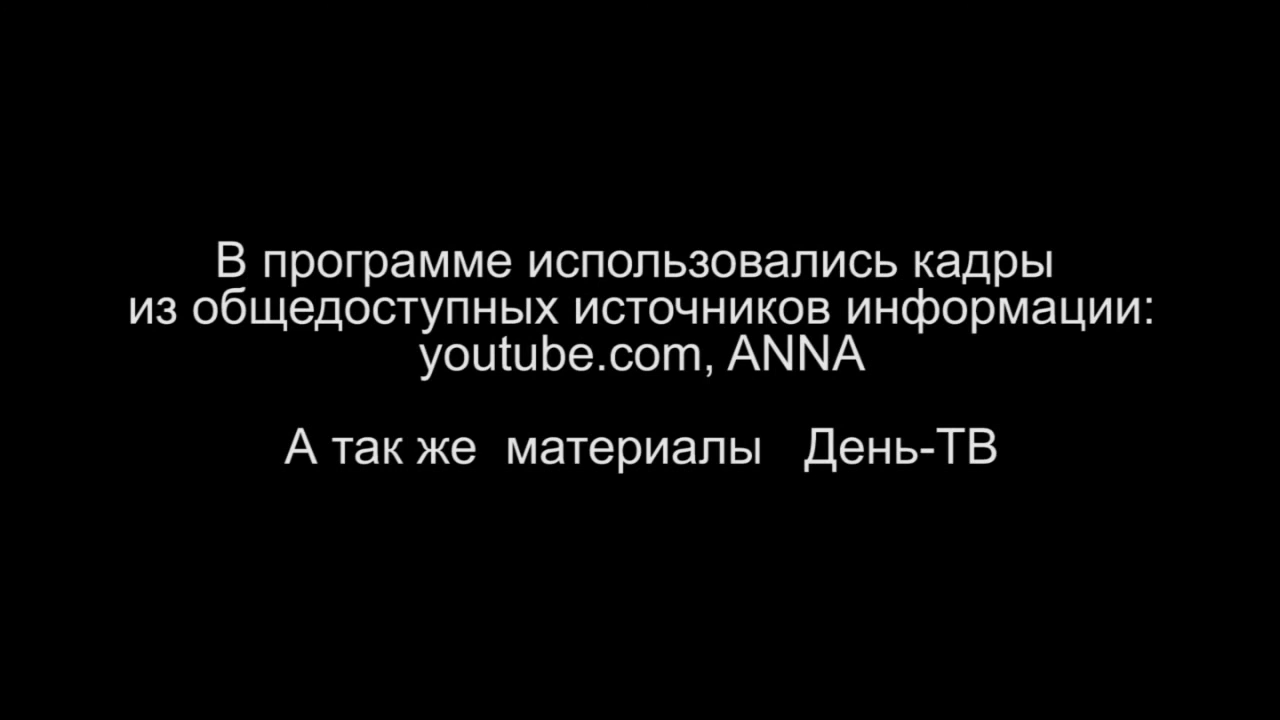 В программе использовались кадры
из общедоступных источников информации:
youtube.com, ANNA
А так же материалы День-ТВ